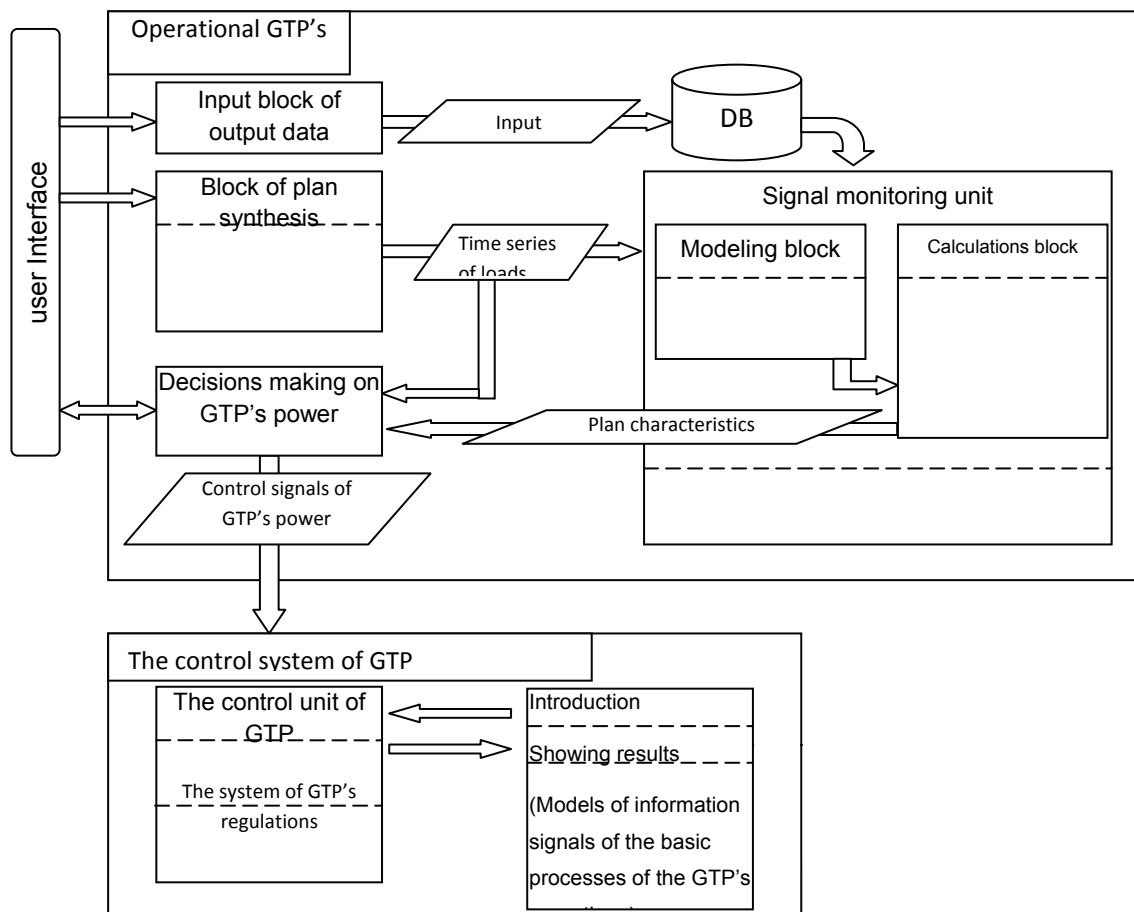 Operational GTP's
user Interface
Input block of
output data
Input
DB
Block of plan
synthesis
Time series
of loads
Signal monitoring unit
Modeling block
Calculations block
Decisions making on
GTP's power
Plan characteristics
Control signals of
GTP's power
The control system of GTP
The control unit of
GTP
The system of GTP's
regulations
Introduction
Showing results
(Models of information
signals of the basic
processes of the GTP's